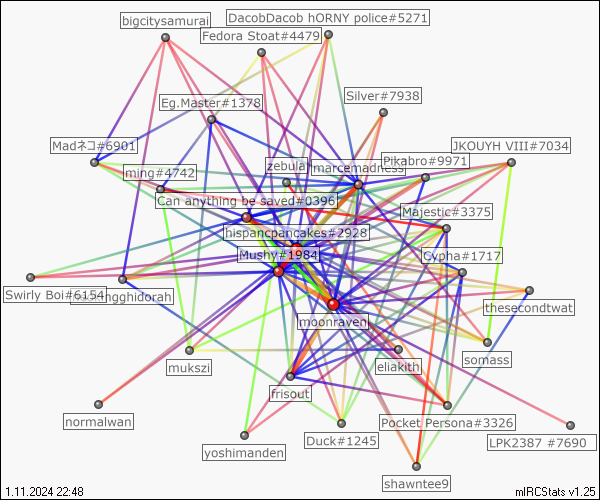 DacobDacob hORNY police#5271
bigcitysamurai
Fedora Stoat#4479
Silver#7938
Eg.Master#1378
Madネコ#6901
JKOUYH VIII#7034
Pikabro#9971
zebula
marcemadness
ming#4742
Can anything be saved#0396
Majestic#3375
hispancpancakes#2928
Mushy#1984
Cypha#1717
Swirly Boi#6154
thesecondtwat
moonraven
somass
mukszi
eliakith
frisout
normalwan
Pocket Persona#3326
Duck#1245
LPK2387 #7690
yoshimanden
shawntee9
1.11.2024 22:48
mIRCStats v1.25